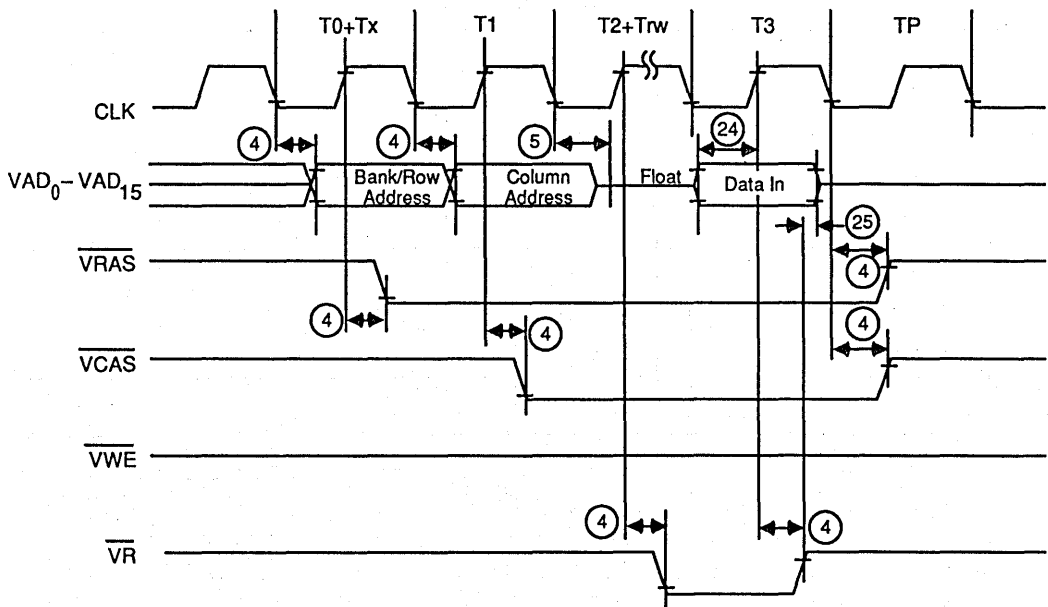 T0+Tx T1 T2+Trw T3 TP
CLK
4 4 5 24
VAD0–VAD15 Bank/Row Address Column Address Float Data In
25
VRAS
4
4 4 4
VCAS
VWE
4 4
VR